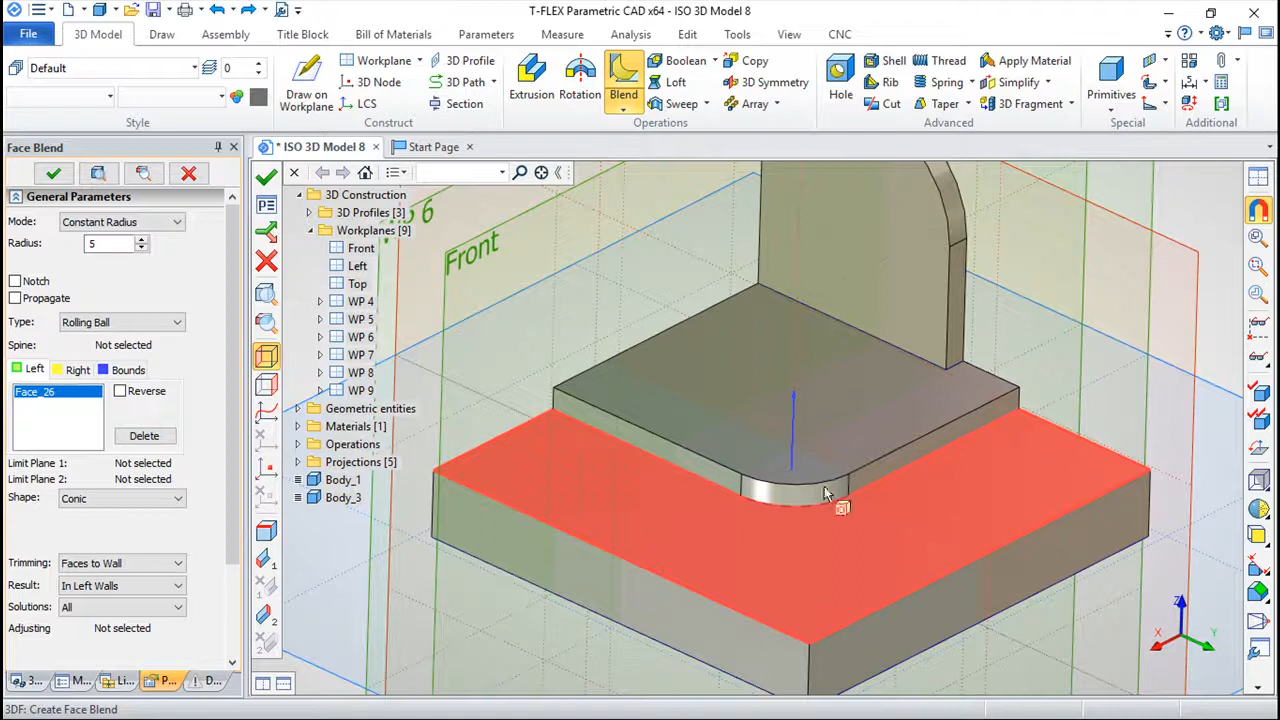 T-FLEX Parametric CAD x64 - ISO 3D Model 8
File
3D Model
Draw
Assembly
Title Block
Bill of Materials
Parameters
Measure
Analysis
Edit
Tools
View
CNC
Default
0
Style
Draw on
Workplane
Workplane
3D Node
LCS
3D Profile
3D Path
Section
Construct
Extrusion
Rotation
Blend
Boolean
Loft
Sweep
Copy
3D Symmetry
Array
Operations
Hole
Shell
Rib
Cut
Thread
Spring
Taper
Apply Material
Simplify
3D Fragment
Advanced
Primitives
Special
Additional
Face Blend
* ISO 3D Model 8
Start Page
General Parameters
Mode: Constant Radius
Radius: 5
Notch
Propagate
Type: Rolling Ball
Spine: Not selected
Left
Right
Bounds
Face_26
Reverse
Delete
Limit Plane 1: Not selected
Limit Plane 2: Not selected
Shape: Conic
Trimming: Faces to Wall
Result: In Left Walls
Solutions: All
Adjusting Not selected
3...
M...
Li...
P...
D...
3D Construction
3D Profiles [3]
Workplanes [9]
Front
Left
Top
WP 4
WP 5
WP 6
WP 7
WP 8
WP 9
Geometric entities
Materials [1]
Operations
Projections [5]
Body_1
Body_3
Front
X
Y
Z
3DF: Create Face Blend